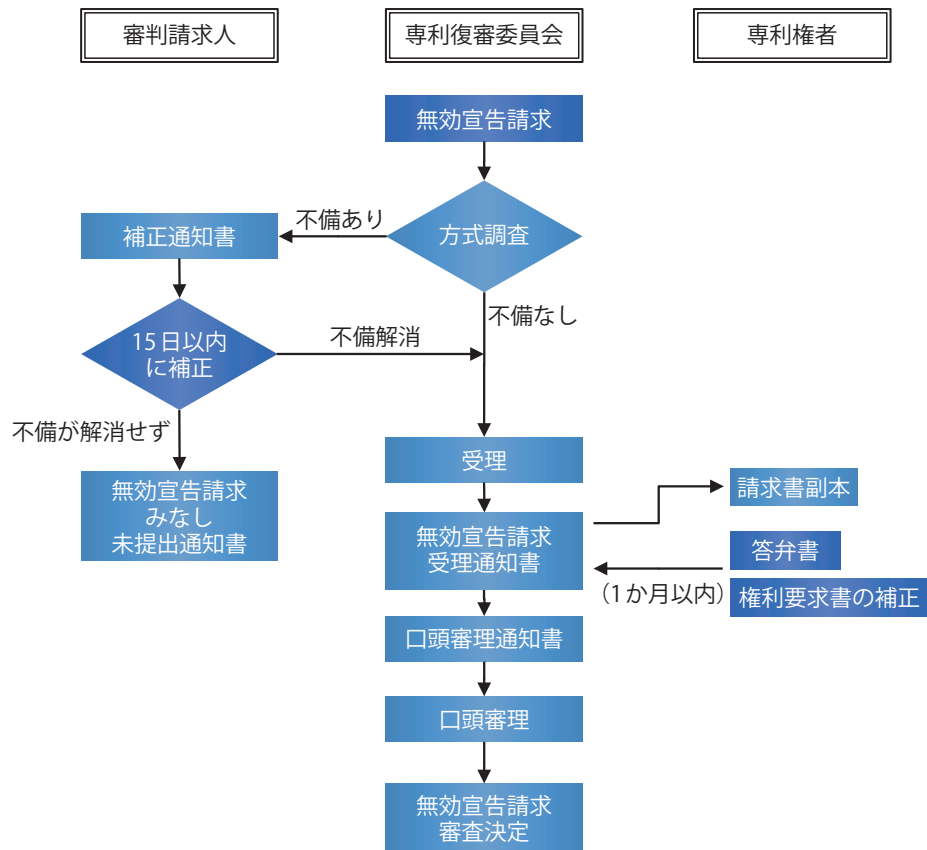 審判請求人
専利復審委員会
専利権者
無効宣告請求
方式調査
不備あり
補正通知書
不備なし
15日以内
に補正
不備解消
不備が解消せず
無効宣告請求
みなし
未提出通知書
受理
無効宣告請求
受理通知書
請求書副本
答弁書
(1か月以内)
権利要求書の補正
口頭審理通知書
口頭審理
無効宣告請求
審査決定